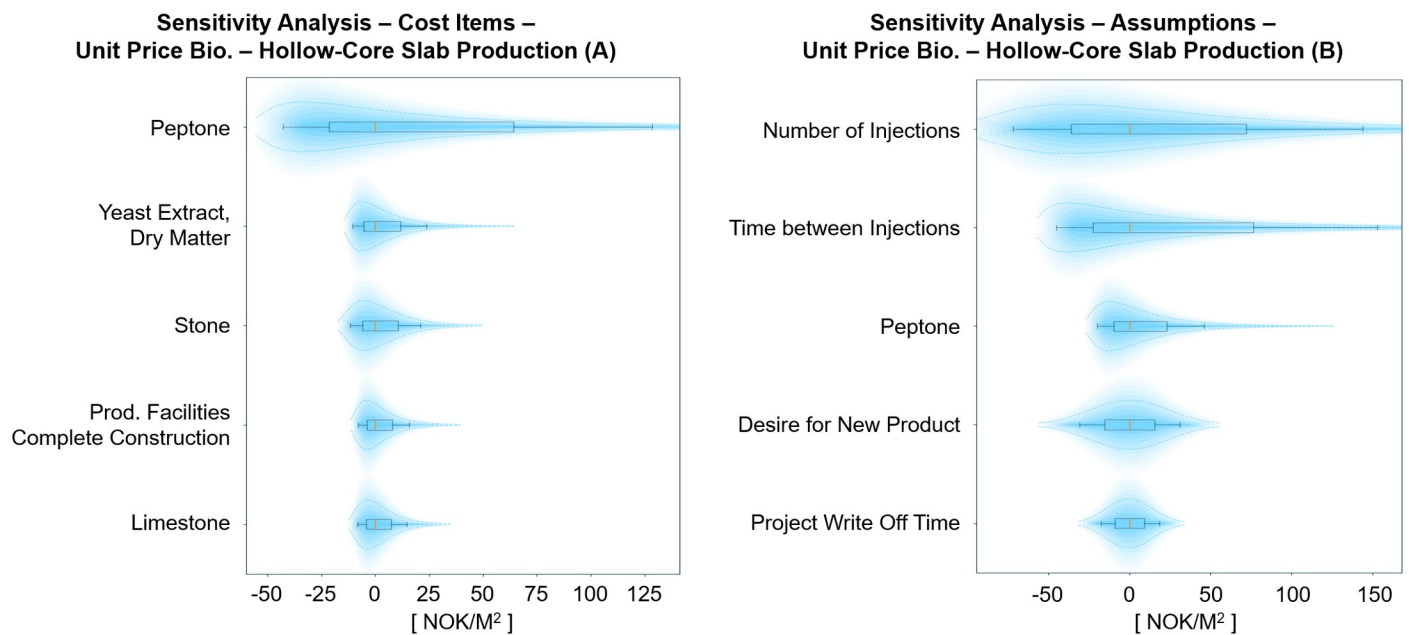 Sensitivity Analysis – Cost Items –
Unit Price Bio. – Hollow-Core Slab Production (A)
Peptone
Yeast Extract,
Dry Matter
Stone
Prod. Facilities
Complete Construction
Limestone
-50 -25 0 25 50 75 100 125
[ NOK/M² ]
Sensitivity Analysis – Assumptions –
Unit Price Bio. – Hollow-Core Slab Production (B)
Number of Injections
Time between Injections
Peptone
Desire for New Product
Project Write Off Time
-50 0 50 100 150
[ NOK/M² ]